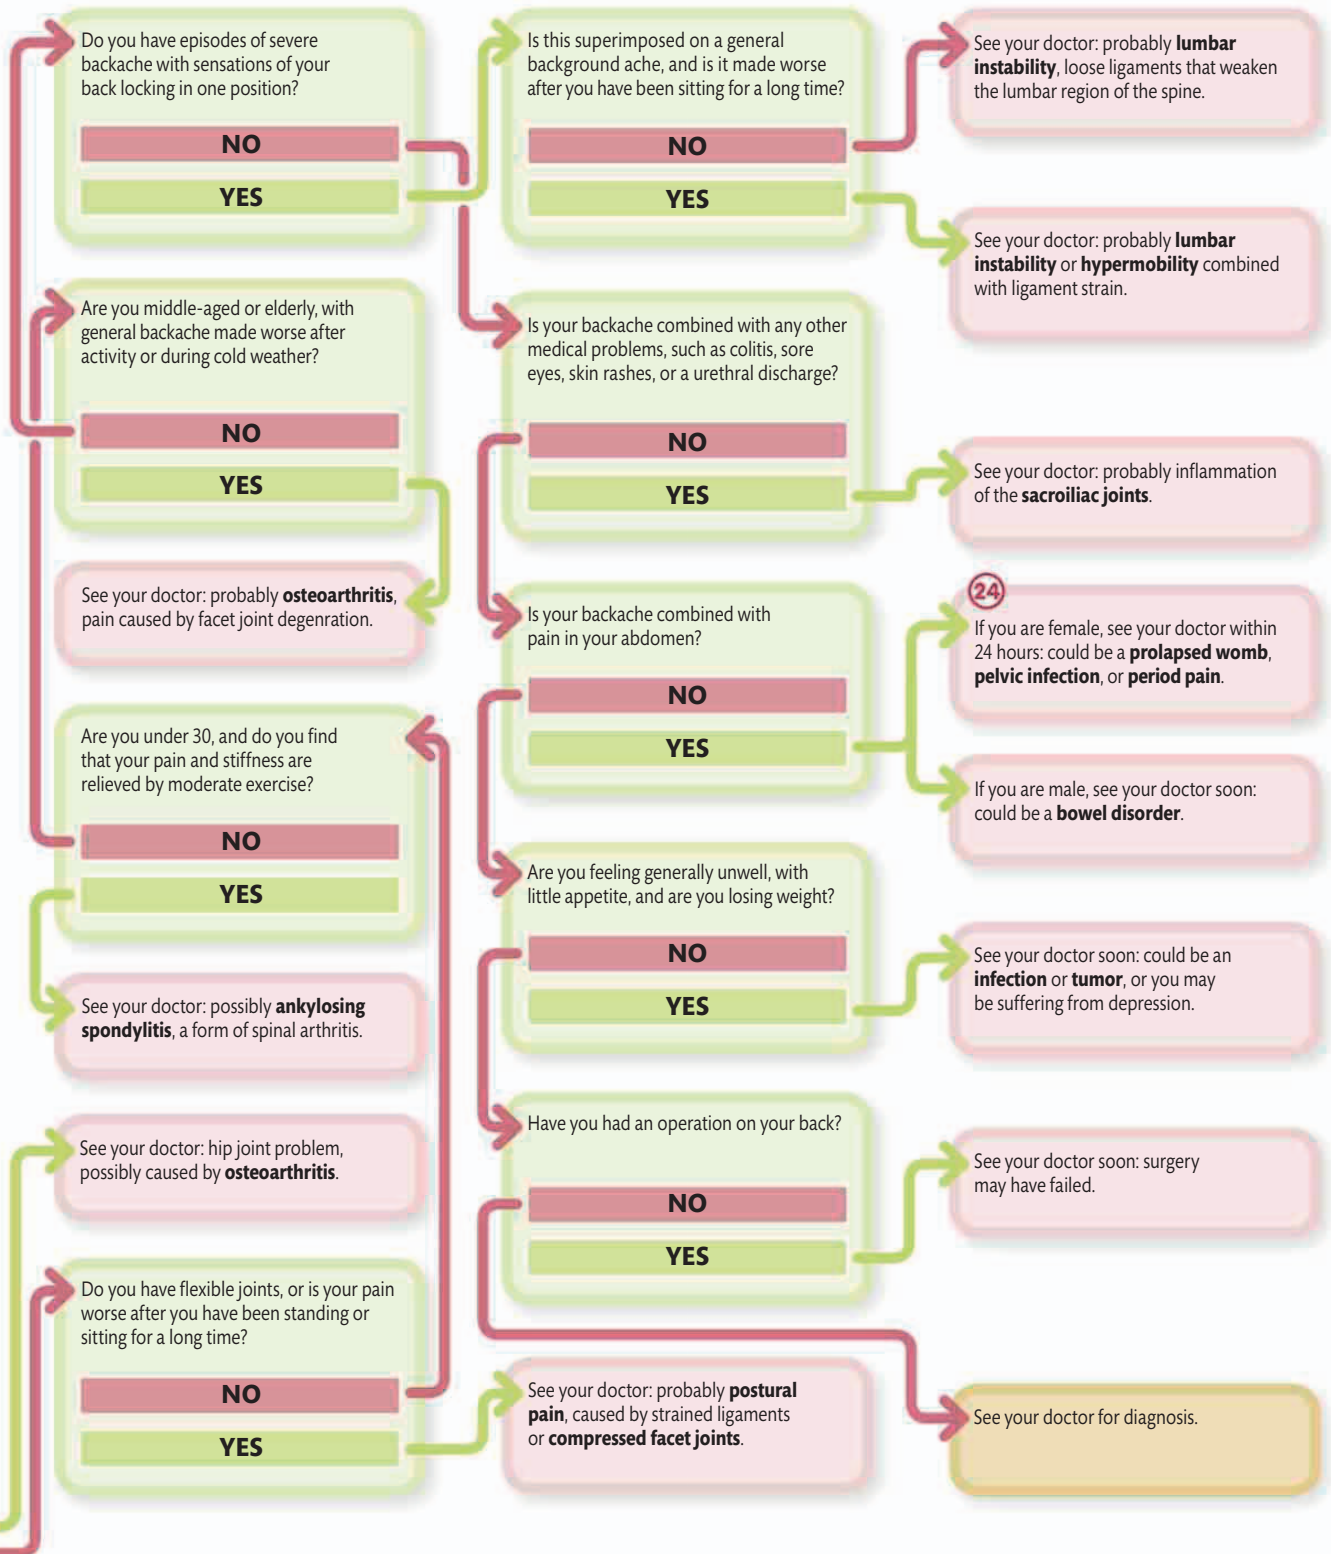 Do you have episodes of severe
backache with sensations of your
back locking in one position?
NO
YES
Are you middle-aged or elderly, with
general backache made worse after
activity or during cold weather?
NO
YES
See your doctor: probably osteoarthritis,
pain caused by facet joint degenration.
Are you under 30, and do you find
that your pain and stiffness are
relieved by moderate exercise?
NO
YES
See your doctor: possibly ankylosing
spondylitis, a form of spinal arthritis.
See your doctor: hip joint problem,
possibly caused by osteoarthritis.
Do you have flexible joints, or is your pain
worse after you have been standing or
sitting for a long time?
NO
YES
Is this superimposed on a general
background ache, and is it made worse
after you have been sitting for a long time?
NO
YES
Is your backache combined with any other
medical problems, such as colitis, sore
eyes, skin rashes, or a urethral discharge?
NO
YES
Is your backache combined with
pain in your abdomen?
NO
YES
Are you feeling generally unwell, with
little appetite, and are you losing weight?
NO
YES
Have you had an operation on your back?
NO
YES
See your doctor: probably postural
pain, caused by strained ligaments
or compressed facet joints.
See your doctor: probably lumbar
instability, loose ligaments that weaken
the lumbar region of the spine.
See your doctor: probably lumbar
instability or hypermobility combined
with ligament strain.
See your doctor: probably inflammation
of the sacroiliac joints.
24
If you are female, see your doctor within
24 hours: could be a prolapsed womb,
pelvic infection, or period pain.
If you are male, see your doctor soon:
could be a bowel disorder.
See your doctor soon: could be an
infection or tumor, or you may
be suffering from depression.
See your doctor soon: surgery
may have failed.
See your doctor for diagnosis.